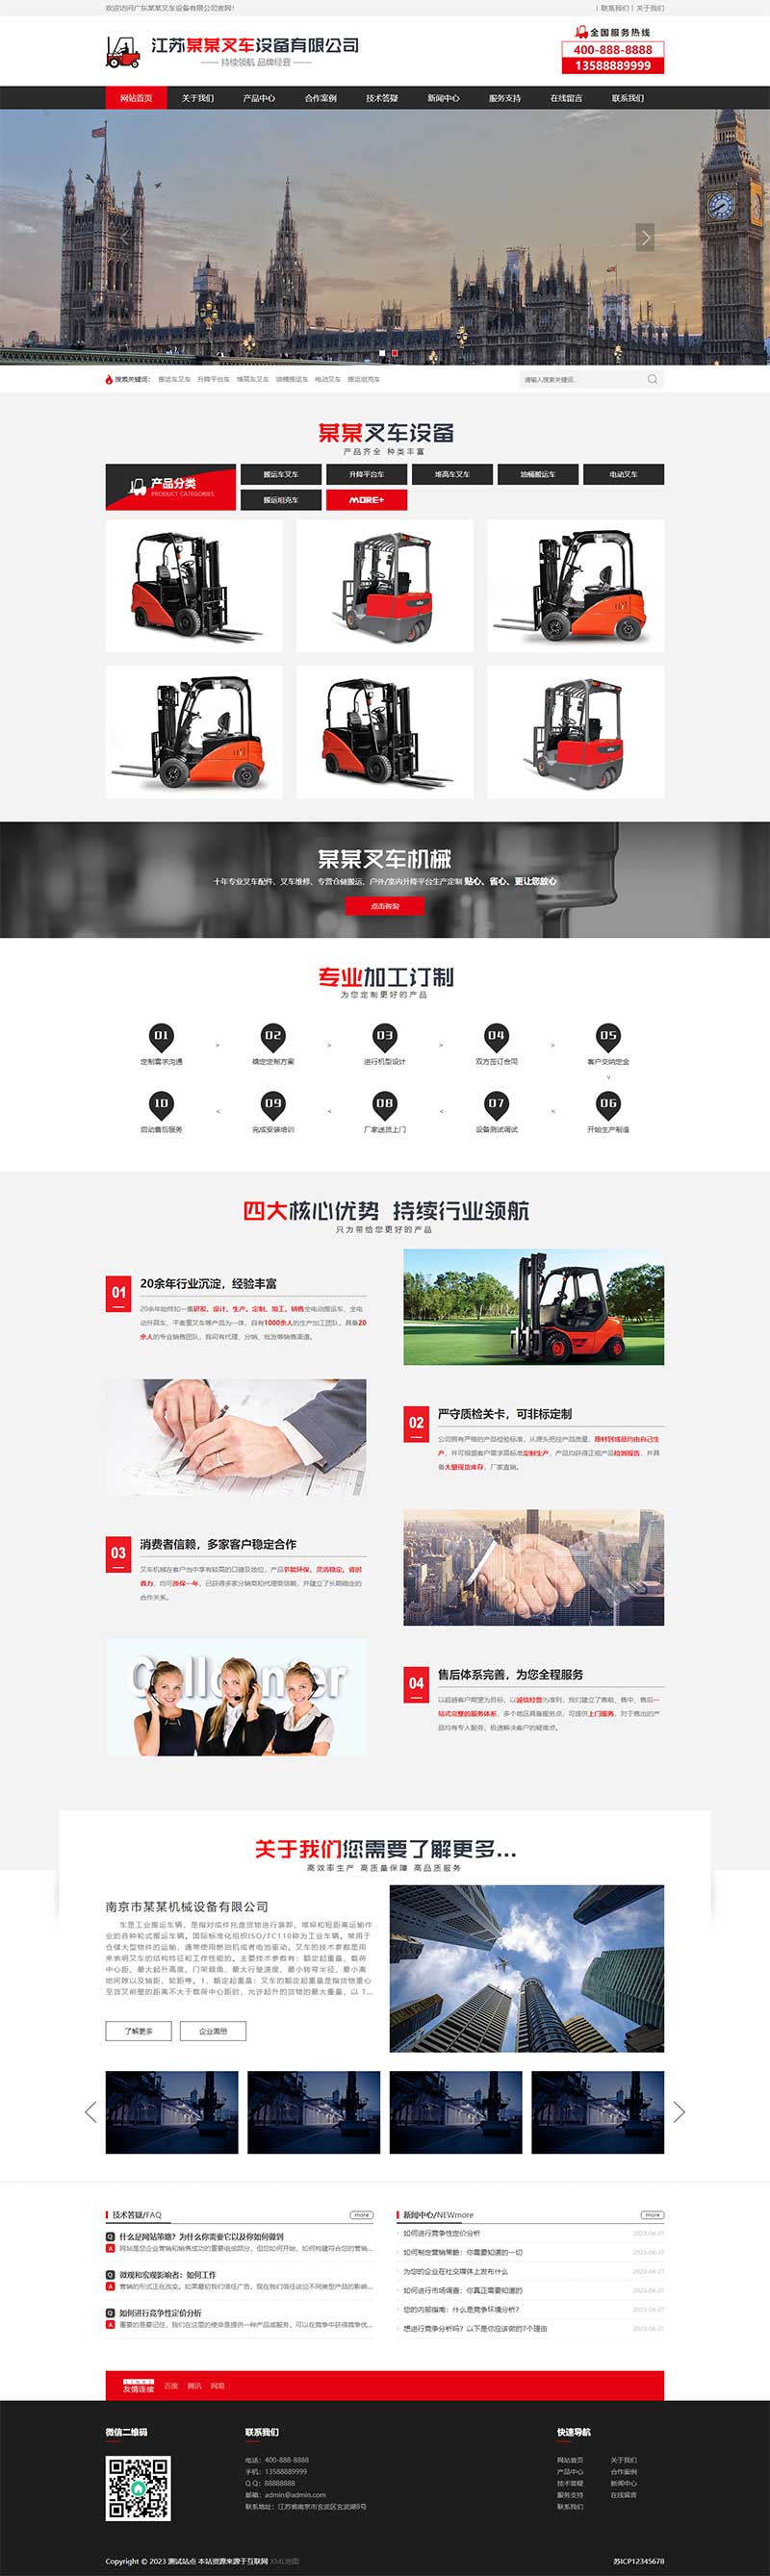 欢迎访问广东某某叉车设备有限公司官网!
| 联系我们 | 关于我们
江苏某某叉车设备有限公司
持续领航 品牌经营
全国服务热线
400-888-8888
13588889999
网站首页 关于我们 产品中心 合作案例 技术答疑 新闻中心 服务支持 在线留言 联系我们
搜索关键词: 搬运车叉车 升降平台车 堆高车叉车 油桶搬运车 电动叉车 搬运坦克车
请输入搜索关键词...
某某叉车设备
产品齐全 种类丰富
产品分类
PRODUCT CATEGORIES
搬运车叉车 升降平台车 堆高车叉车 油桶搬运车 电动叉车
搬运坦克车 MORE+
某某叉车机械
十年专业叉车配件、叉车维修、专营仓储搬运、户外/室内升降平台生产定制 贴心、省心、更让您放心
点击咨询
专业加工订制
为您定制更好的产品
01 > 02 > 03 > 04 > 05
定制需求沟通 确定定制方案 进行机型设计 双方签订合同 客户交纳定金
10 < 09 < 08 < 07 < 06
启动售后服务 完成安装培训 厂家送货上门 设备测试调试 开始生产制造
四大核心优势 持续行业领航
只为带给您更好的产品
01
20余年行业沉淀，经验丰富
20余年始终如一集研发、设计、生产、定制、加工、销售全电动搬运车、全电
动升高车、平衡重叉车等产品为一体，自有1000余人的生产加工团队，具备20
余人的专业销售团队，我司有代理、分销、批发等销售渠道。
02
严守质检关卡，可非标定制
公司拥有严格的产品检验标准，从源头把控产品质量，原材到成品均由自己生
产，并可根据客户需求高标准定制生产，产品均获得正规产品检测报告，并具
备大量现货库存，厂家直销。
03
消费者信赖，多家客户稳定合作
叉车机械在客户当中享有较高的口碑及地位，产品节能环保、灵活稳定、省时
省力，均可质保一年，已获得多家分销商和代理商信赖，并建立了长期稳定的
合作关系。
Call center
04
售后体系完善，为您全程服务
以超越客户期望为目标，以诚信经营为准则，我们建立了售前、售中、售后一
站式完整的服务体系，多个地区具备服务点，可提供上门服务，对于售出的产
品均有专人服务，极速解决客户的疑难点。
关于我们您需要了解更多...
高效率生产 高质量保障 高品质服务
南京市某某机械设备有限公司
车是工业搬运车辆，是指对成件托盘货物进行装卸、堆垛和短距离运输作
业的各种轮式搬运车辆。国际标准化组织ISO/TC110称为工业车辆。常用于
仓储大型物件的运输，通常使用燃油机或者电池驱动。叉车的技术参数是用
来表明叉车的结构特征和工作性能的。主要技术参数有：额定起重量、载荷
中心距、最大起升高度、门架倾角、最大行驶速度、最小转弯半径、最小离
地间隙以及轴距、轮距等。1、额定起重量：叉车的额定起重量是指货物重心
至货叉前壁的距离不大于载荷中心距时，允许起升的货物的最大重量，以 T...
了解更多 企业画册
技术答疑/FAQ more
Q 什么是网站策略？为什么你需要它以及你如何做到
A 网站是您企业营销和销售成功的重要组成部分，但您如何开始，如何构建符合您的营销...
Q 微观和宏观影响者：如何工作
A 营销的形式正在改变。如果最初我们信任广告，现在我们信任谈论不同类型产品的影响...
Q 如何进行竞争性定价分析
A 重要的是要记住，我们在这里的使命是提供一种产品或服务，可以在竞争中获得竞争优...
新闻中心/NEWmore more
如何进行竞争性定价分析 2023-04-27
如何制定营销策略：你需要知道的一切 2023-04-27
为您的企业在社交媒体上发布什么 2023-04-27
如何进行市场调查：你真正需要知道的 2023-04-27
您的内部指南：什么是竞争环境分析？ 2023-04-27
想进行竞争分析吗？以下是你应该做的7个理由 2023-04-27
LINKS
友情连接 百度 腾讯 网易
微信二维码
联系我们
电话：400-888-8888
手机：13588889999
Q Q：88888888
邮箱：admin@admin.com
联系地址：江苏省南京市玄武区玄武湖8号
快速导航
网站首页 关于我们
产品中心 合作案例
技术答疑 新闻中心
服务支持 在线留言
联系我们
Copyright © 2023 测试站点 本站资源来源于互联网 XML地图
苏ICP12345678